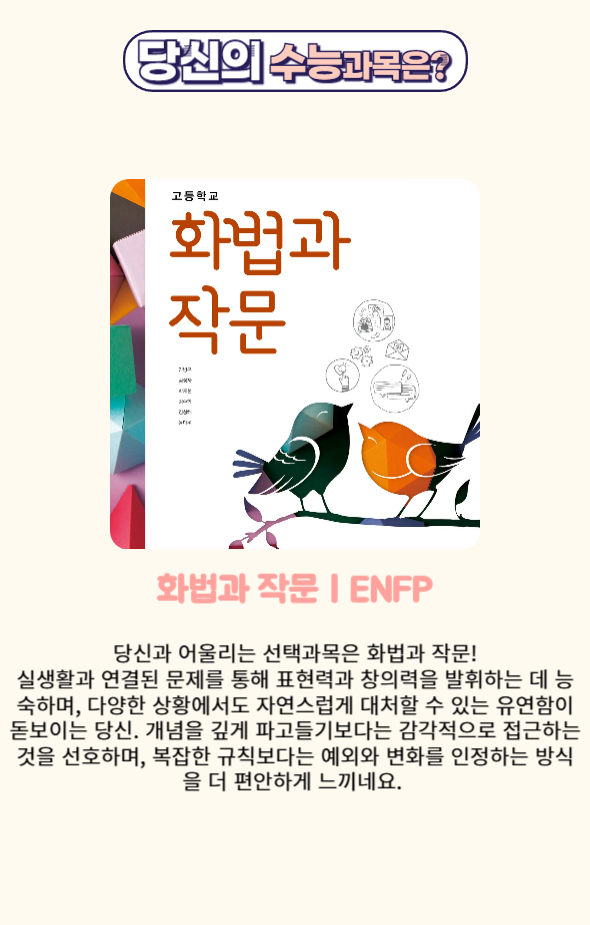 당신의 수능과목은?
고등학교
화법과
작문
화법과 작문 | ENFP
당신과 어울리는 선택과목은 화법과 작문!
실생활과 연결된 문제를 통해 표현력과 창의력을 발휘하는 데 능
숙하며, 다양한 상황에서도 자연스럽게 대처할 수 있는 유연함이
돋보이는 당신. 개념을 깊게 파고들기보다는 감각적으로 접근하는
것을 선호하며, 복잡한 규칙보다는 예외와 변화를 인정하는 방식
을 더 편안하게 느끼네요.